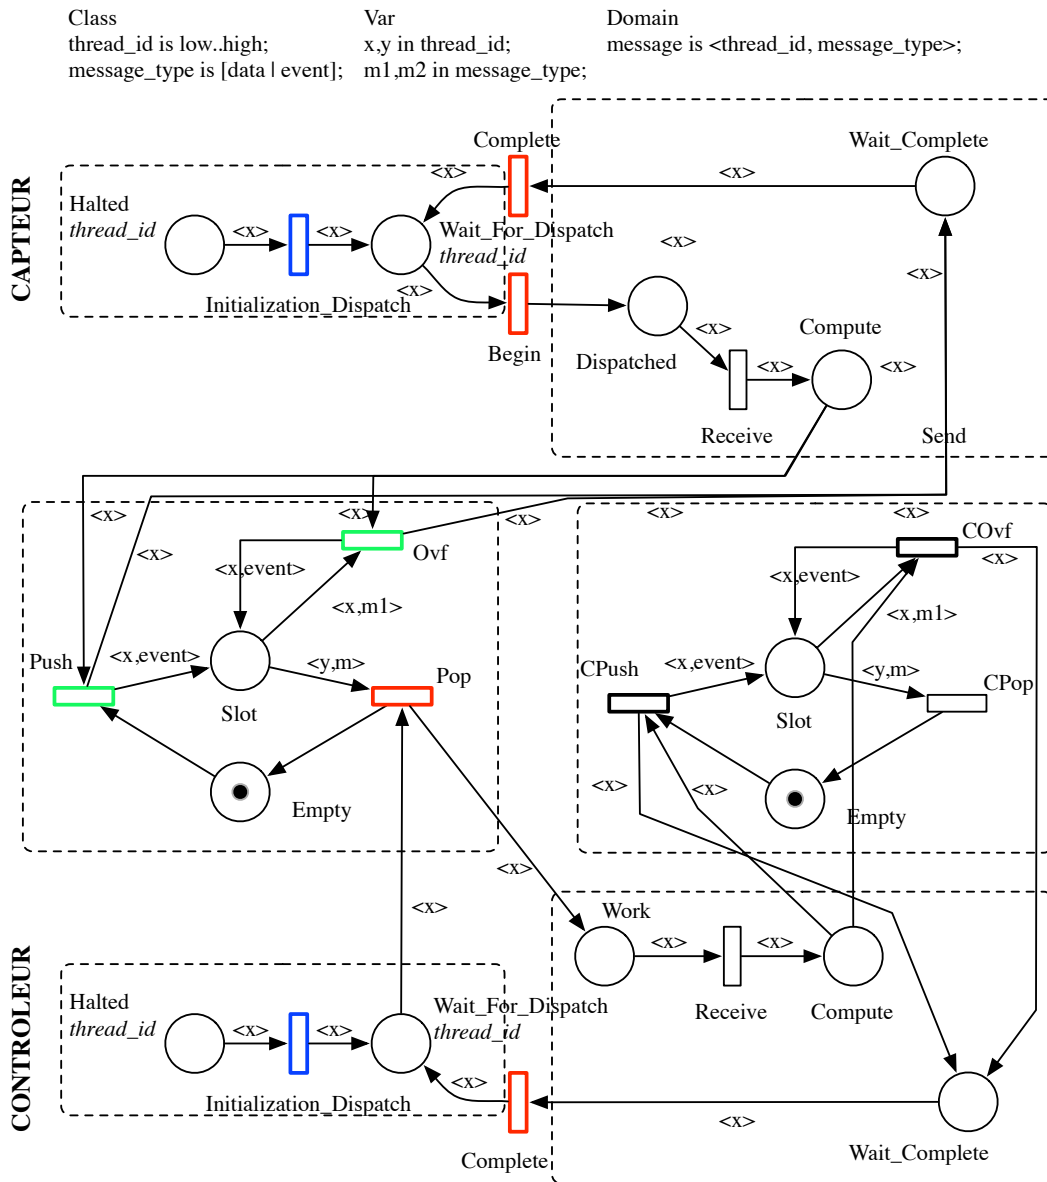 Class
thread_id is low..high;
message_type is [data | event];
Var
x,y in thread_id;
m1,m2 in message_type;
Domain
message is <thread_id, message_type>;
CAPTEUR
Complete
Wait_Complete
<x>
<x>
Halted
thread_id
<x>
<x>
Wait_For_Dispatch
thread_id
<x>
<x>
<x>
Initialization_Dispatch
Begin
Dispatched
<x>
Compute
<x>
<x>
Receive
Send
<x>
<x>
<x>
<x>
<x>
<x>
Ovf
<x,event>
<x,m1>
Push
<x,event>
<y,m>
Pop
Slot
Empty
COvf
<x>
<x,event>
<x,m1>
CPush
<x,event>
<y,m>
CPop
Slot
<x>
<x>
Empty
<x>
<x>
Work
<x>
<x>
Receive
Compute
CONTROLEUR
Halted
thread_id
<x>
<x>
Wait_For_Dispatch
thread_id
<x>
Initialization_Dispatch
<x>
Complete
Wait_Complete